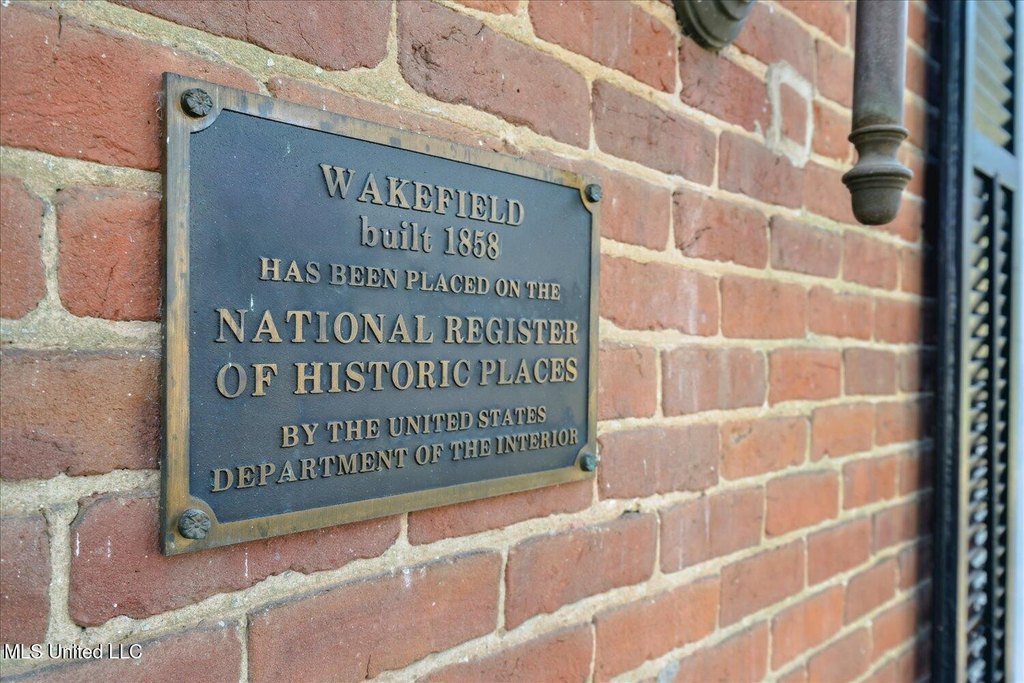 WAKEFIELD
built 1858
HAS BEEN PLACED ON THE
NATIONAL REGISTER
OF HISTORIC PLACES
BY THE UNITED STATES
DEPARTMENT OF THE INTERIOR
MLS United LLC